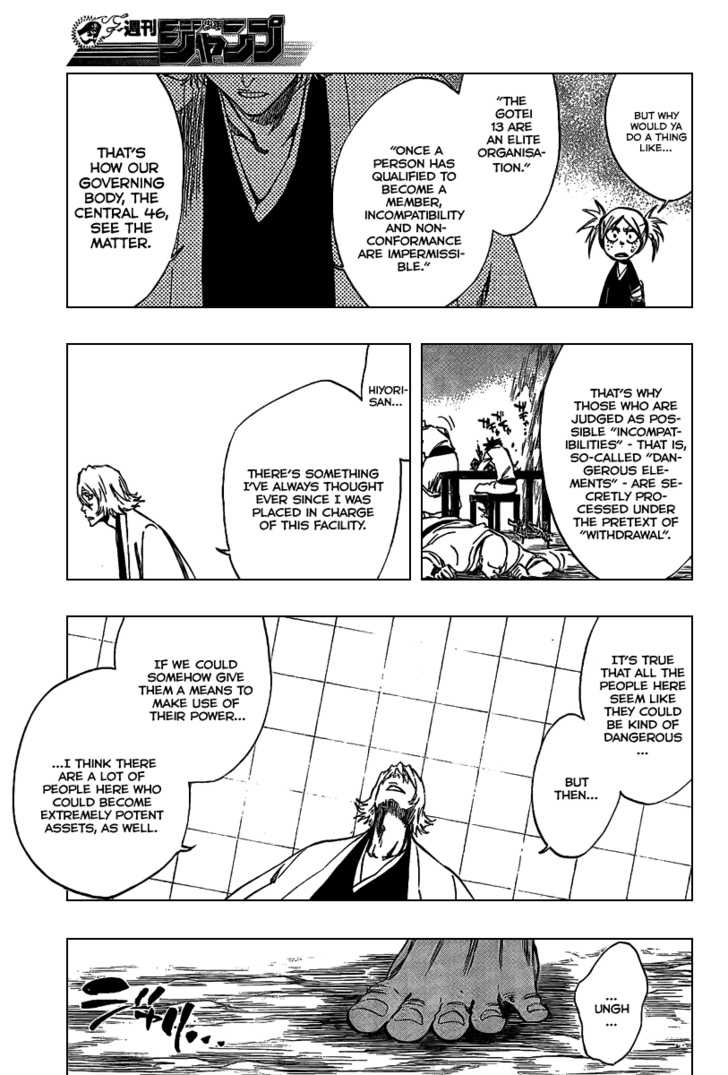 週刊
少年
ジャンプ
BUT WHY
WOULD YA
DO A THING
LIKE...
"THE
GOTEI
13 ARE
AN ELITE
ORGANISA-
TION."
"ONCE A
PERSON HAS
QUALIFIED TO
BECOME A
MEMBER,
INCOMPATIBILITY
AND NON-
CONFORMANCE
ARE IMPERMISSI-
BLE."
THAT'S
HOW OUR
GOVERNING
BODY, THE
CENTRAL 46,
SEE THE
MATTER.
THAT'S WHY
THOSE WHO ARE
JUDGED AS POS-
SIBLE "INCOMPAT-
IBILITIES" - THAT IS,
SO-CALLED "DAN-
GEROUS ELE-
MENTS" - ARE SE-
CRETLY PRO-
CESSED UNDER
THE PRETEXT OF
"WITHDRAWAL".
HIYORI-
SAN...
THERE'S SOMETHING
I'VE ALWAYS THOUGHT
EVER SINCE I WAS
PLACED IN CHARGE
OF THIS FACILITY.
IT'S TRUE
THAT ALL THE
PEOPLE HERE
SEEM LIKE
THEY COULD
BE KIND OF
DANGEROUS
...
BUT
THEN...
IF WE COULD
SOMEHOW GIVE
THEM A MEANS TO
MAKE USE OF
THEIR POWER...
...I THINK THERE
ARE A LOT OF
PEOPLE HERE WHO
COULD BECOME
EXTREMELY POTENT
ASSETS, AS WELL.
...
UNGH
...
ジャリ...